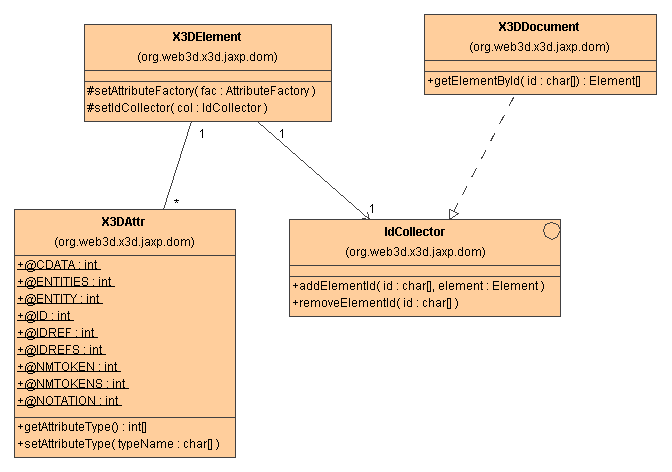 X3DElement
(org.web3d.x3d.jaxp.dom)
#setAttributeFactory( fac : AttributeFactory )
#setIdCollector( col : IdCollector )
X3DDocument
(org.web3d.x3d.jaxp.dom)
+getElementById( id : char[]) : Element[]
1
1
*
1
X3DAttr
(org.web3d.x3d.jaxp.dom)
+@CDATA : int
+@ENTITIES : int
+@ENTITY : int
+@ID : int
+@IDREF : int
+@IDREFS : int
+@NMTOKEN : int
+@NMTOKENS : int
+@NOTATION : int
+getAttributeType() : int[]
+setAttributeType( typeName : char[] )
IdCollector
(org.web3d.x3d.jaxp.dom)
+addElementId( id : char[], element : Element )
+removeElementId( id : char[] )